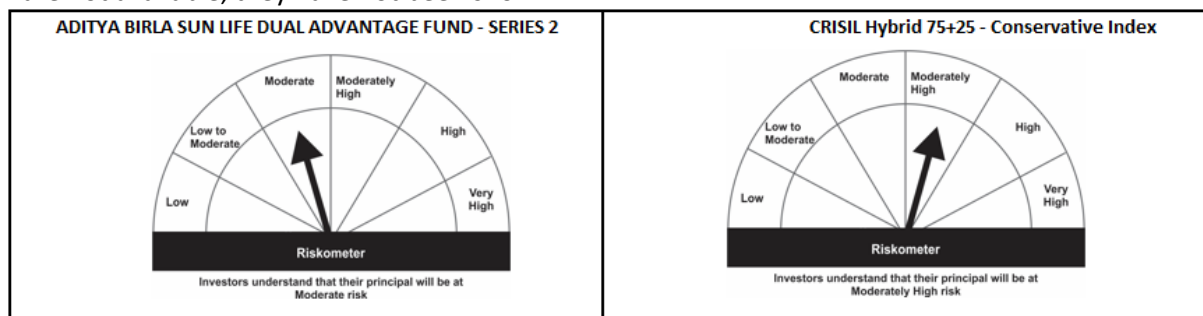 ADITYA BIRLA SUN LIFE DUAL ADVANTAGE FUND - SERIES 2
Moderate
Moderately
High
Low to
Moderate
High
Low
Very
High
Riskometer
Investors understand that their principal will be at
Moderate risk
CRISIL Hybrid 75+25 - Conservative Index
Moderate
Moderately
High
Low to
Moderate
High
Low
Very
High
Riskometer
Investors understand that their principal will be at
Moderately High risk